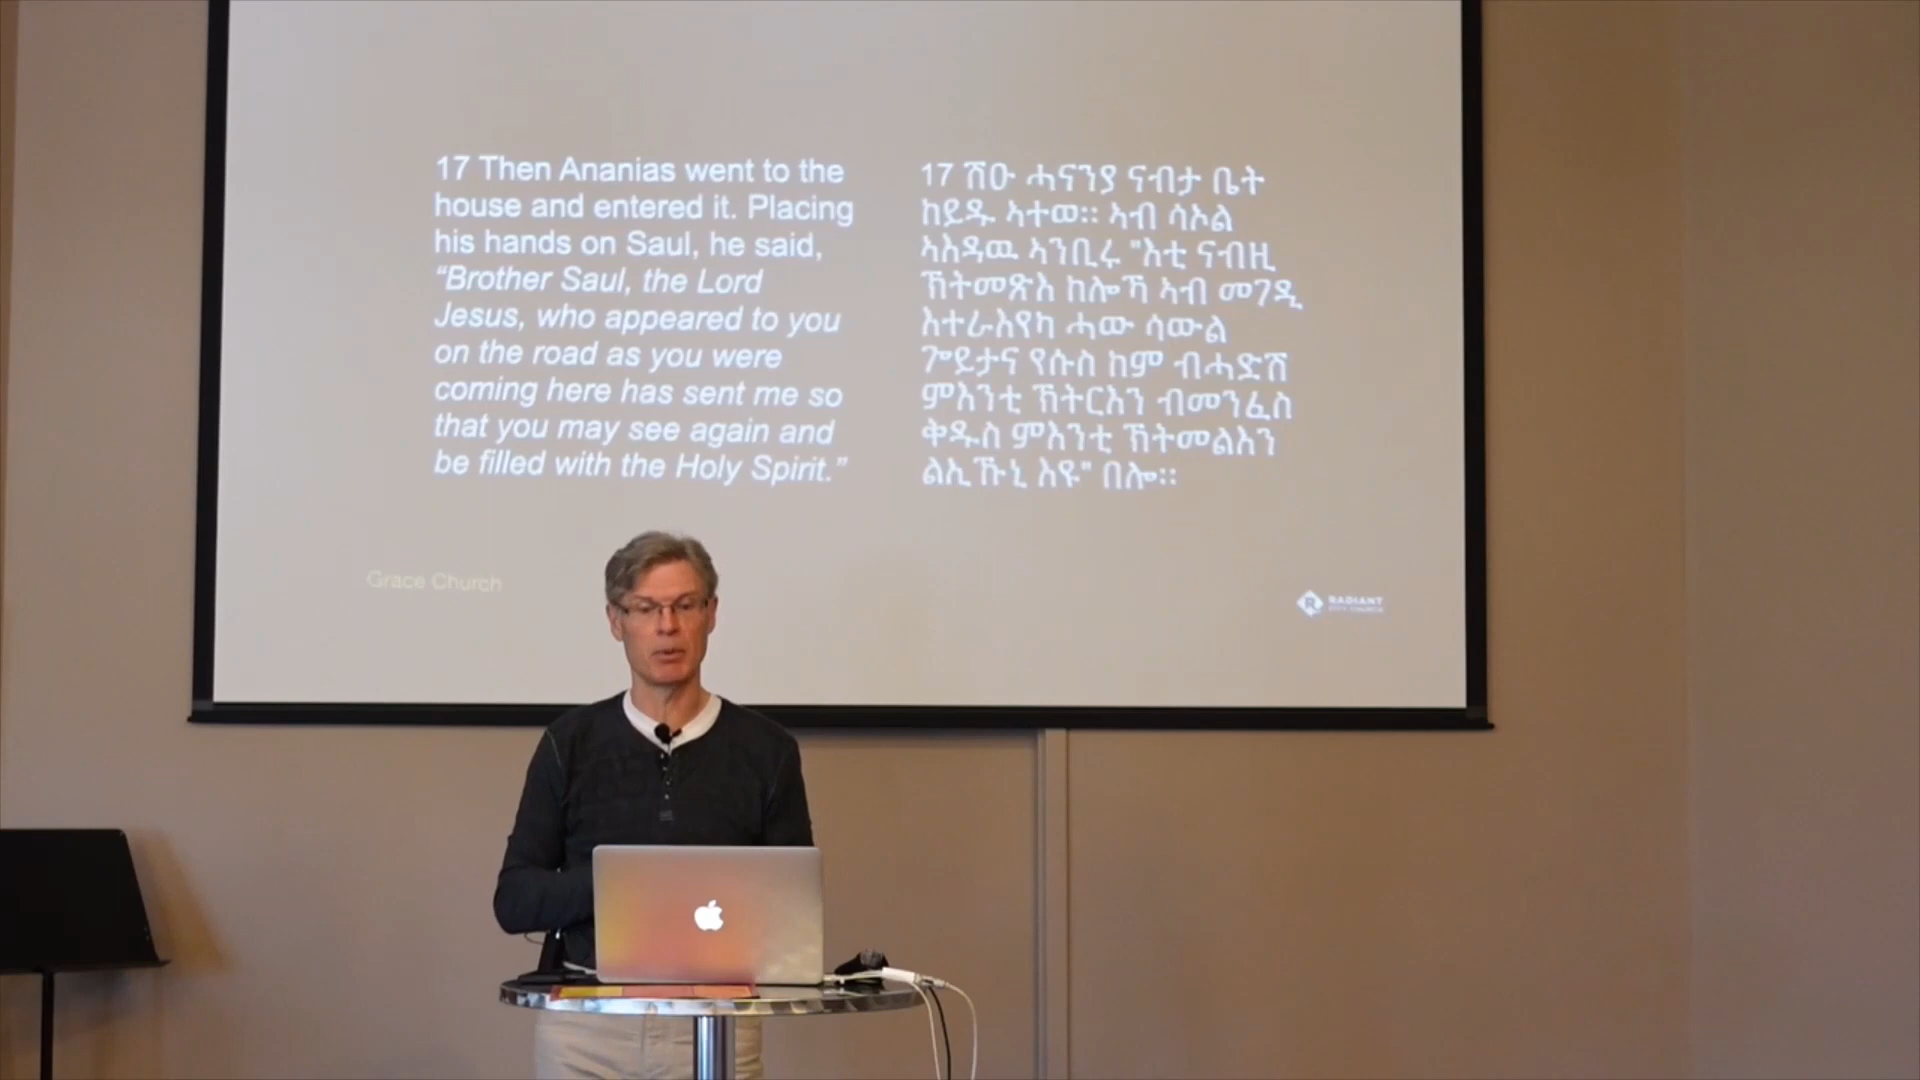 17 Then Ananias went to the
house and entered it. Placing
his hands on Saul, he said,
“Brother Saul, the Lord
Jesus, who appeared to you
on the road as you were
coming here has sent me so
that you may see again and
be filled with the Holy Spirit.”
17 ሽዑ ሓናንያ ናብታ ቤት
ከይዱ ኣተወ። ኣብ ሳኦል
ኣእዳዉ ኣንቢሩ "እቲ ናብዚ
ኽትመጽእ ከሎኻ ኣብ መገዲ
እተራእየካ ሓው ሳውል
ጐይታና የሱስ ከም ብሓድሽ
ምእንቲ ኽትርእን ብመንፈስ
ቅዱስ ምእንቲ ኽትመልእን
ልኢኹኒ እዩ" በሎ።
Grace Church
RADIANT
CITY CHURCH